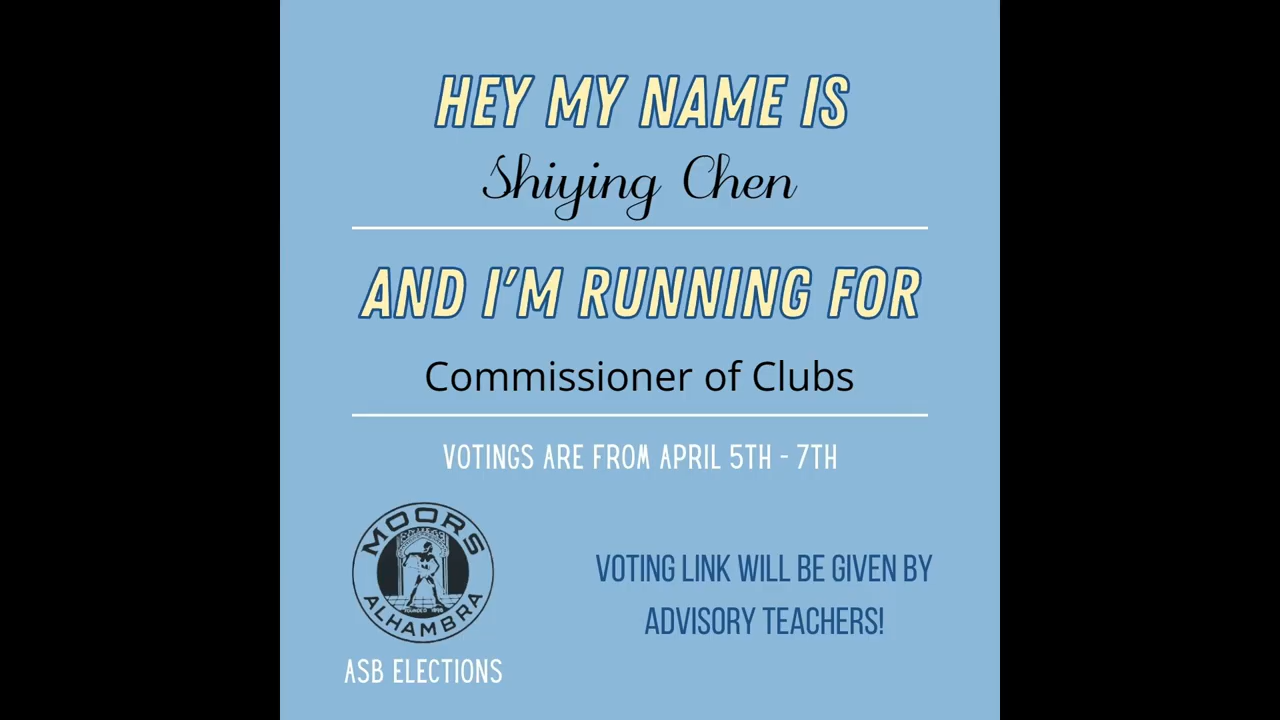 HEY MY NAME IS
Shiying Chen
AND I'M RUNNING FOR
Commissioner of Clubs
VOTINGS ARE FROM APRIL 5TH - 7TH
MOORS
ALHAMBRA
VOTING LINK WILL BE GIVEN BY
ADVISORY TEACHERS!
ASB ELECTIONS